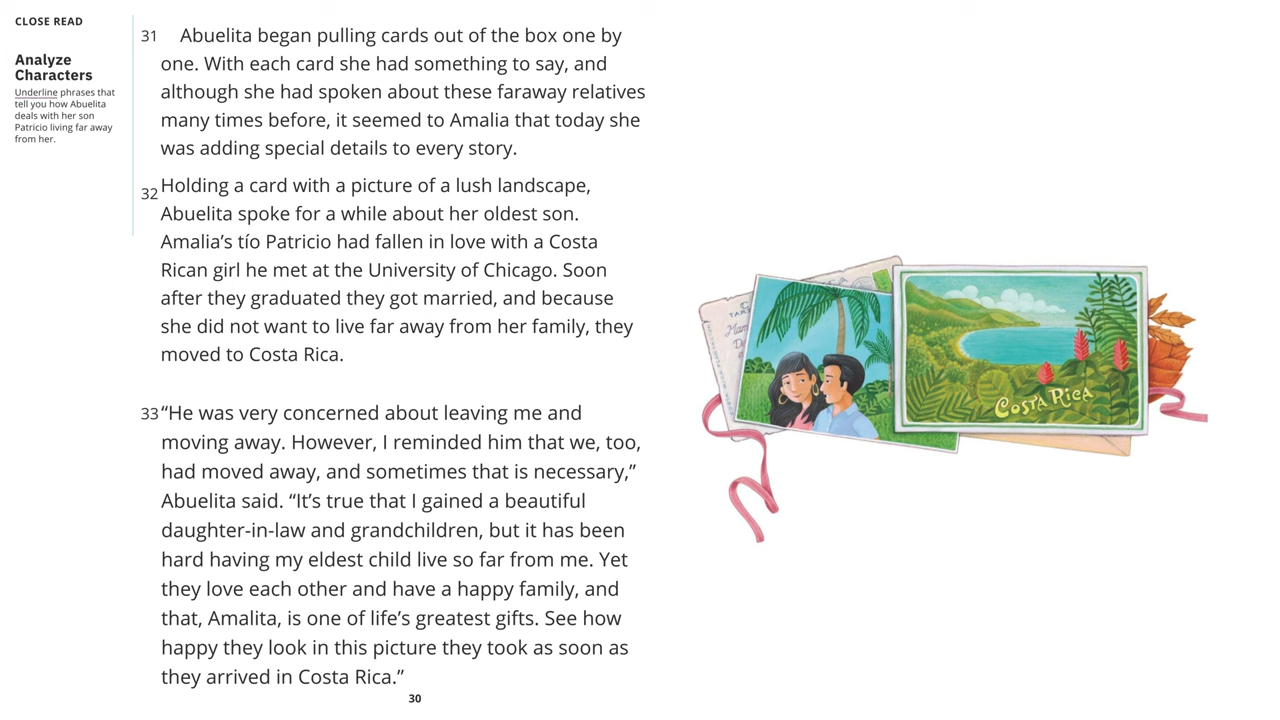 CLOSE READ
Analyze
Characters
Underline phrases that
tell you how Abuelita
deals with her son
Patricio living far away
from her.
31 Abuelita began pulling cards out of the box one by
one. With each card she had something to say, and
although she had spoken about these faraway relatives
many times before, it seemed to Amalia that today she
was adding special details to every story.
32 Holding a card with a picture of a lush landscape,
Abuelita spoke for a while about her oldest son.
Amalia’s tío Patricio had fallen in love with a Costa
Rican girl he met at the University of Chicago. Soon
after they graduated they got married, and because
she did not want to live far away from her family, they
moved to Costa Rica.
33 “He was very concerned about leaving me and
moving away. However, I reminded him that we, too,
had moved away, and sometimes that is necessary,”
Abuelita said. “It’s true that I gained a beautiful
daughter-in-law and grandchildren, but it has been
hard having my eldest child live so far from me. Yet
they love each other and have a happy family, and
that, Amalita, is one of life’s greatest gifts. See how
happy they look in this picture they took as soon as
they arrived in Costa Rica.”
30
COSTA RICA